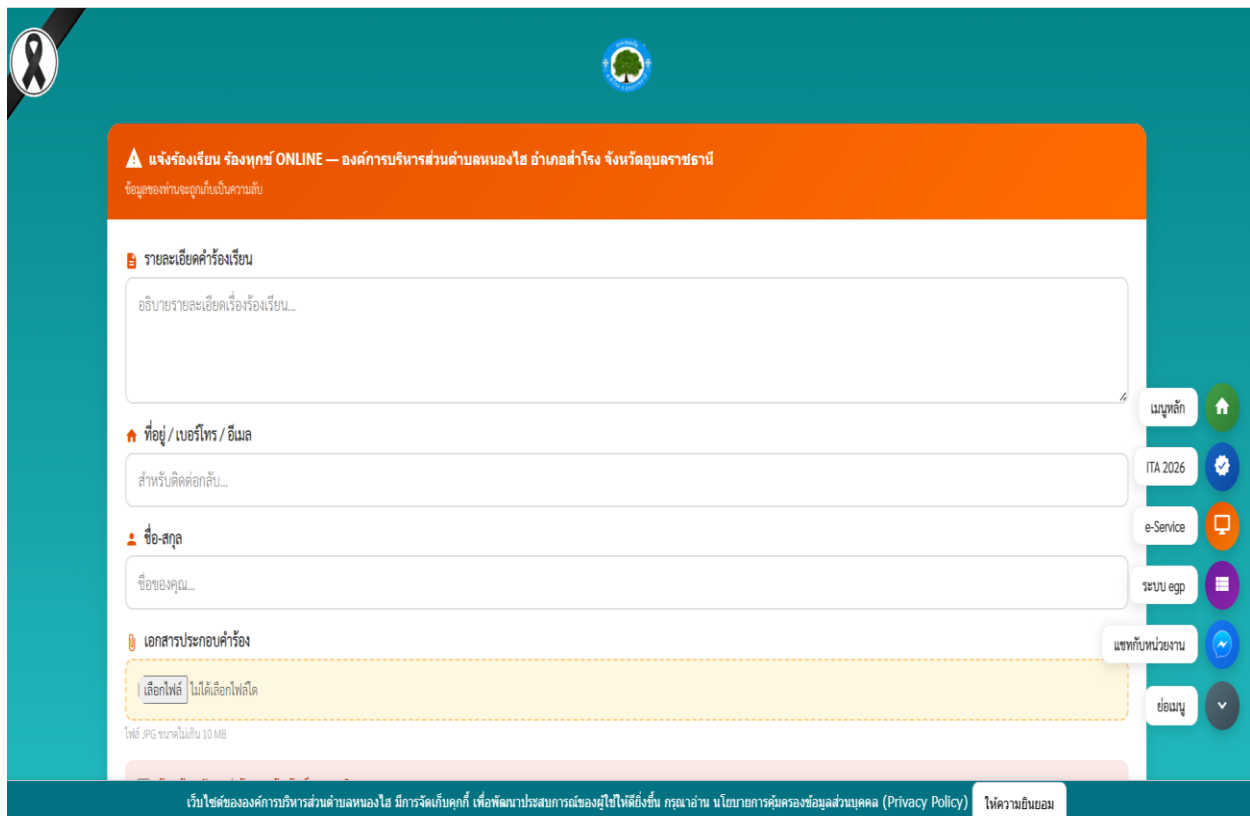 แจ้งร้องเรียน ร้องทุกข์ ONLINE — องค์การบริหารส่วนตำบลหนองไฮ อำเภอสำโรง จังหวัดอุบลราชธานี
ข้อมูลของท่านจะถูกเก็บเป็นความลับ
รายละเอียดคำร้องเรียน
อธิบายรายละเอียดเรื่องร้องเรียน...
เมนูหลัก
ที่อยู่ / เบอร์โทร / อีเมล
สำหรับติดต่อกลับ...
ITA 2026
e-Service
ชื่อ-สกุล
ชื่อของคุณ...
ระบบ egp
เอกสารประกอบคำร้อง
แชทกับหน่วยงาน
เลือกไฟล์ ไม่ได้เลือกไฟล์ใด
ย่อเมนู
ไฟล์ JPG ขนาดไม่เกิน 10 MB
เว็บไซต์ขององค์การบริหารส่วนตำบลหนองไฮ มีการจัดเก็บคุกกี้ เพื่อพัฒนาประสบการณ์ของผู้ใช้ให้ดียิ่งขึ้น กรุณาอ่าน นโยบายการคุ้มครองข้อมูลส่วนบุคคล (Privacy Policy) ให้ความยินยอม